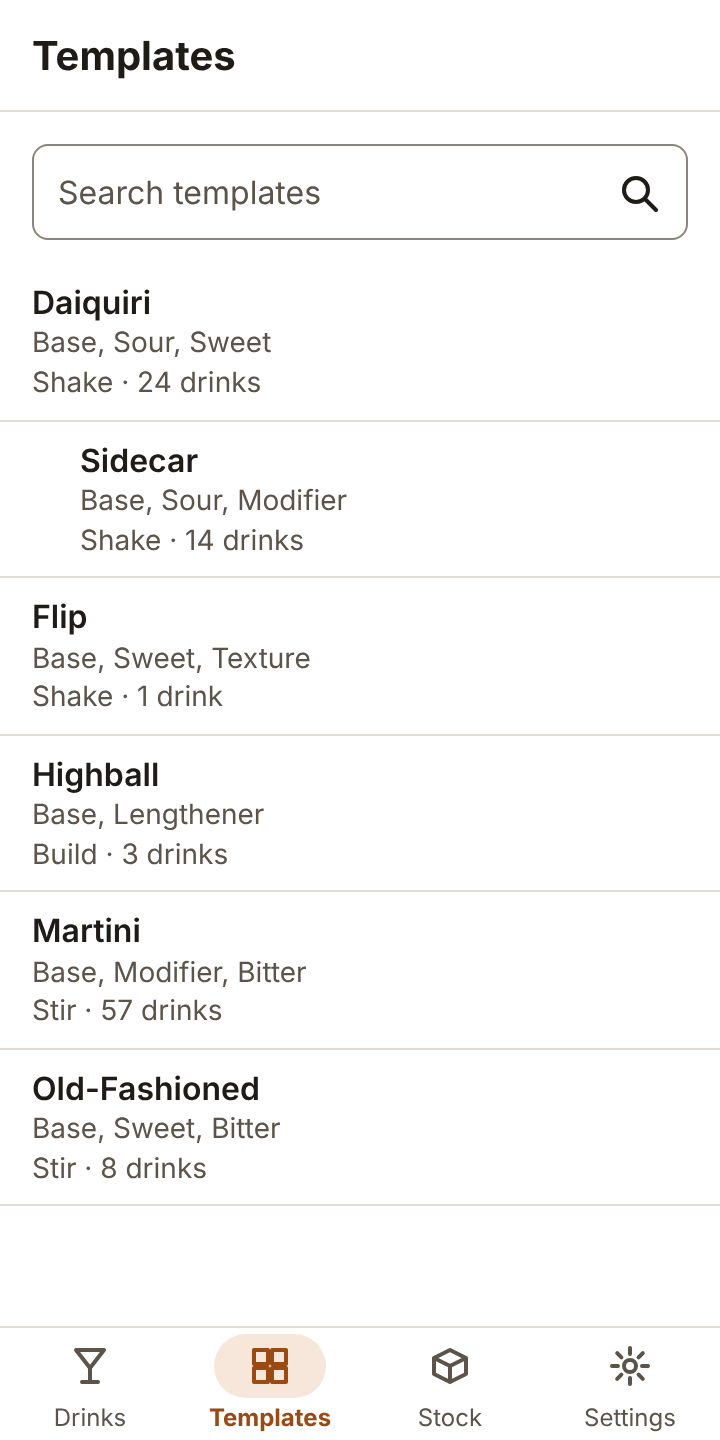 Templates
Search templates
Daiquiri
Base, Sour, Sweet
Shake · 24 drinks
Sidecar
Base, Sour, Modifier
Shake · 14 drinks
Flip
Base, Sweet, Texture
Shake · 1 drink
Highball
Base, Lengthener
Build · 3 drinks
Martini
Base, Modifier, Bitter
Stir · 57 drinks
Old-Fashioned
Base, Sweet, Bitter
Stir · 8 drinks
Drinks Templates Stock Settings